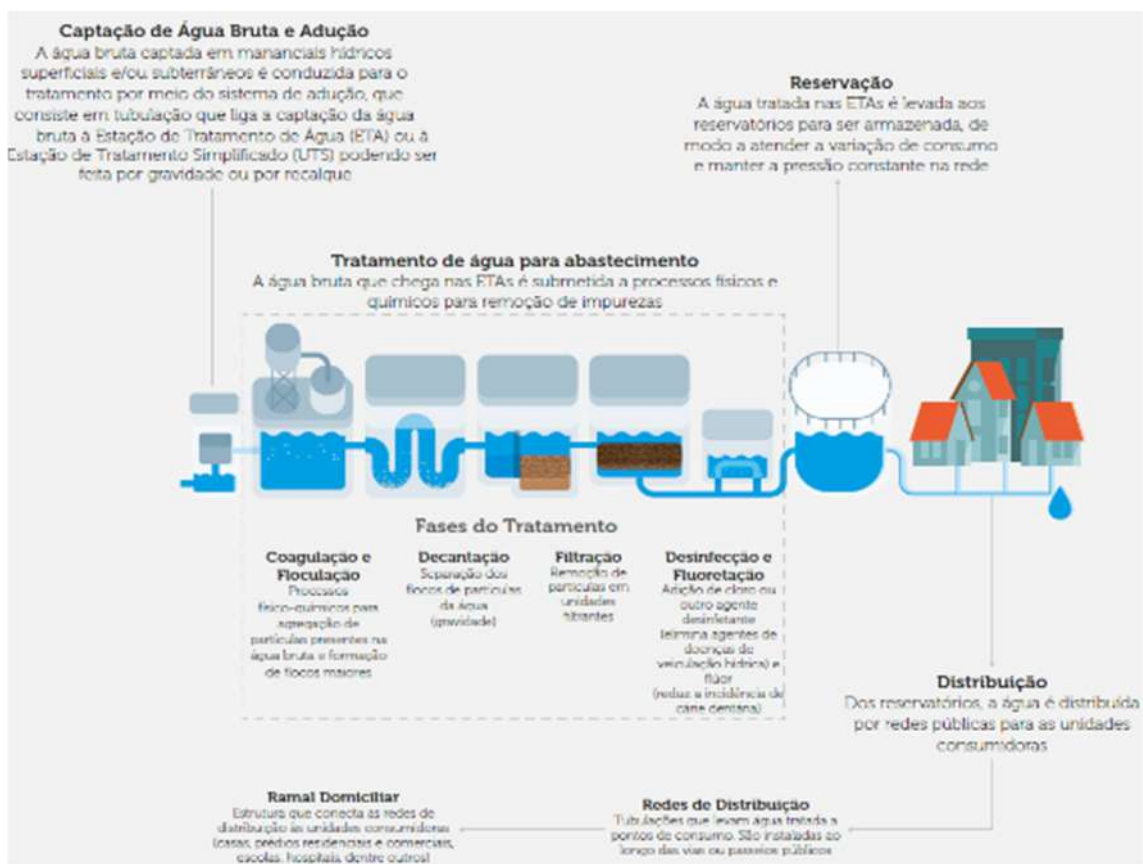 Captação de Água Bruta e Adução
A água bruta captada em mananciais hídricos
superficiais e/ou subterrâneos é conduzida para o
tratamento por meio do sistema de adução, que
consiste em tubulação que liga a captação da água
bruta à Estação de Tratamento de Água (ETA) ou à
Estação de Tratamento Simplificado (UTS) podendo ser
feita por gravidade ou por recalque
Reservação
A água tratada nas ETAs é levada aos
reservatórios para ser armazenada, de
modo a atender a variação de consumo
e manter a pressão constante na rede
Tratamento de água para abastecimento
A água bruta que chega nas ETAs é submetida a processos físicos e
químicos para remoção de impurezas
Fases do Tratamento
Coagulação e
Floculação
Processos
físico-químicos para
agregação de
partículas presentes na
água bruta e formação
de flocos maiores
Decantação
Separação dos
flocos de partículas
da água
(gravidade)
Filtração
Remoção de
partículas em
unidades
filtrantes
Desinfecção e
Fluoretação
Adição de cloro ou
outro agente
desinfetante
(elimina agentes de
doenças de
veiculação hídrica) e
flúor
(reduz a incidência de
cárie dentária)
Distribuição
Dos reservatórios, a água é distribuída
por redes públicas para as unidades
consumidoras
Redes de Distribuição
Tubulações que levam água tratada a
pontos de consumo. São instaladas ao
longo das vias ou passeios públicos
Ramal Domiciliar
Estrutura que conecta as redes de
distribuição às unidades consumidoras
(casas, prédios residenciais e comerciais,
escolas, hospitais, dentre outros)